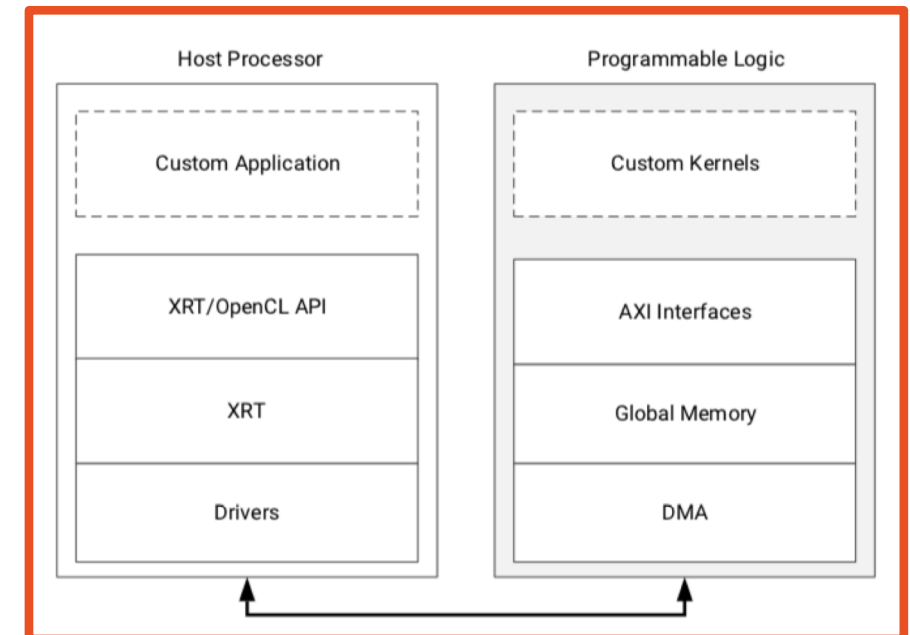 Host Processor
Programmable Logic
Custom Application
Custom Kernels
XRT/OpenCL API
AXI Interfaces
XRT
Global Memory
Drivers
DMA